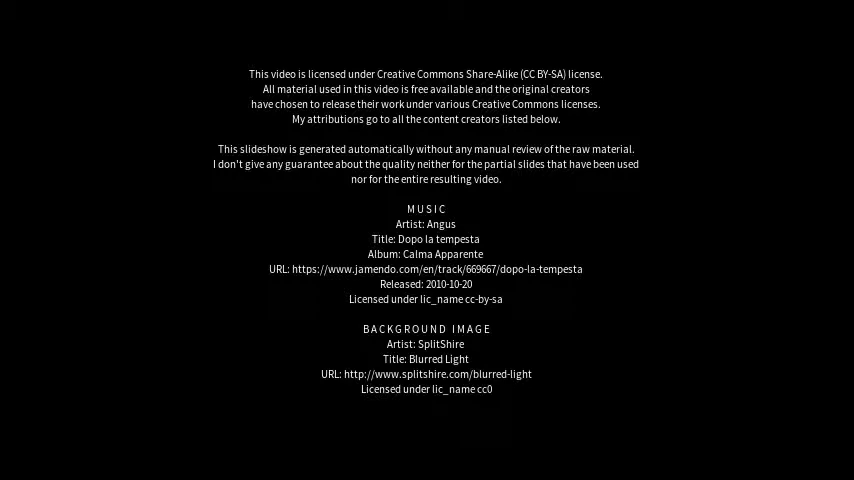 This video is licensed under Creative Commons Share-Alike (CC BY-SA) license.
All material used in this video is free available and the original creators
have chosen to release their work under various Creative Commons licenses.
My attributions go to all the content creators listed below.
This slideshow is generated automatically without any manual review of the raw material.
I don't give any guarantee about the quality neither for the partial slides that have been used
nor for the entire resulting video.
MUSIC
Artist: Angus
Title: Dopo la tempesta
Album: Calma Apparente
URL: https://www.jamendo.com/en/track/669667/dopo-la-tempesta
Released: 2010-10-20
Licensed under lic_name cc-by-sa
BACKGROUND IMAGE
Artist: SplitShire
Title: Blurred Light
URL: http://www.splitshire.com/blurred-light
Licensed under lic_name cc0